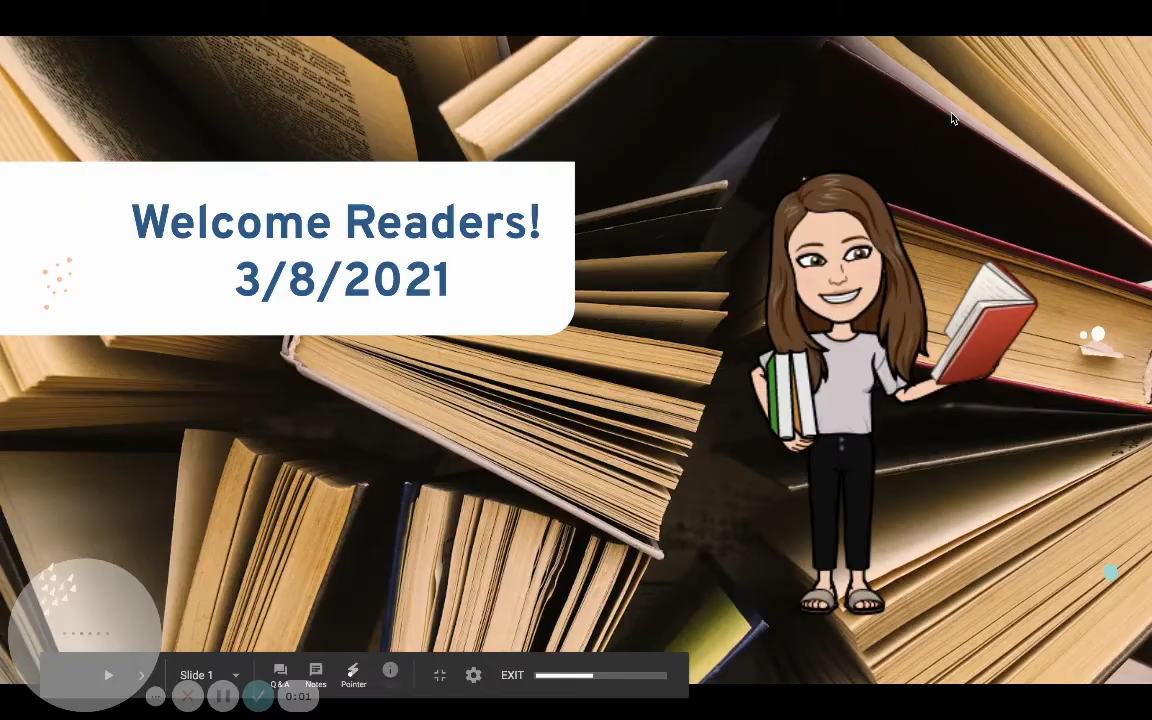 Welcome Readers!
3/8/2021
Slide 1
Q & A
Notes
Pointer
EXIT
0:01